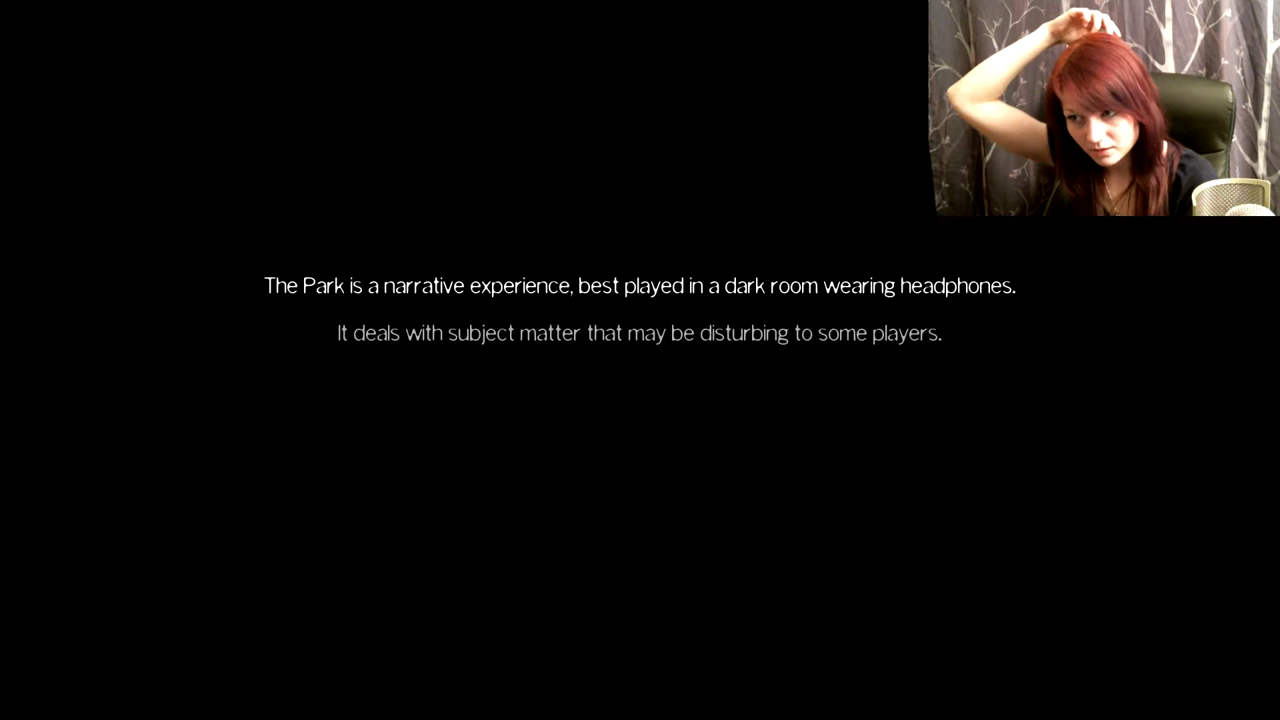 The Park is a narrative experience, best played in a dark room wearing headphones.
It deals with subject matter that may be disturbing to some players.